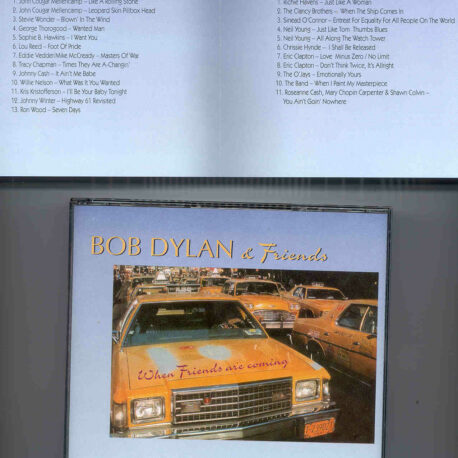 1. John Cougar Mellencamp – Like A Rolling Stone
2. John Cougar Mellencamp – Leopard Skin Pillbox Head
3. Stevie Wonder – Blowin' In The Wind
4. George Thorogood – Wanted Man
5. Sophie B. Hawkins – I Want You
6. Lou Reed – Foot Of Pride
7. Eddie Vedder/Mike McCready – Masters Of War
8. Tracy Chapman – Times They Are A-Changin'
9. Johnny Cash – It Ain't Me Babe
10. Willie Nelson – What Was It You Wanted
11. Kris Kristofferson – I'll Be Your Baby Tonight
12. Johnny Winter – Highway 61 Revisited
13. Ron Wood – Seven Days
1. Richie Havens – Just Like A Woman
2. The Clancy Brothers – When The Ship Comes In
3. Sinead O'Connor – Entreat For Equality For All People On The World
4. Neil Young – Just Like Tom Thumbs Blues
5. Neil Young – All Along The Watch Tower
6. Chrissie Hynde – I Shall Be Released
7. Eric Clapton – Love Minus Zero / No Limit
8. Eric Clapton – Don't Think Twice, It's Allright
9. The O'Jays – Emotionally Yours
10. The Band – When I Paint My Masterpiece
11. Roseanne Cash, Mary Chopin Carpenter & Shawn Colvin –
You Ain't Goin' Nowhere
BOB DYLAN & Friends
When Friends are coming